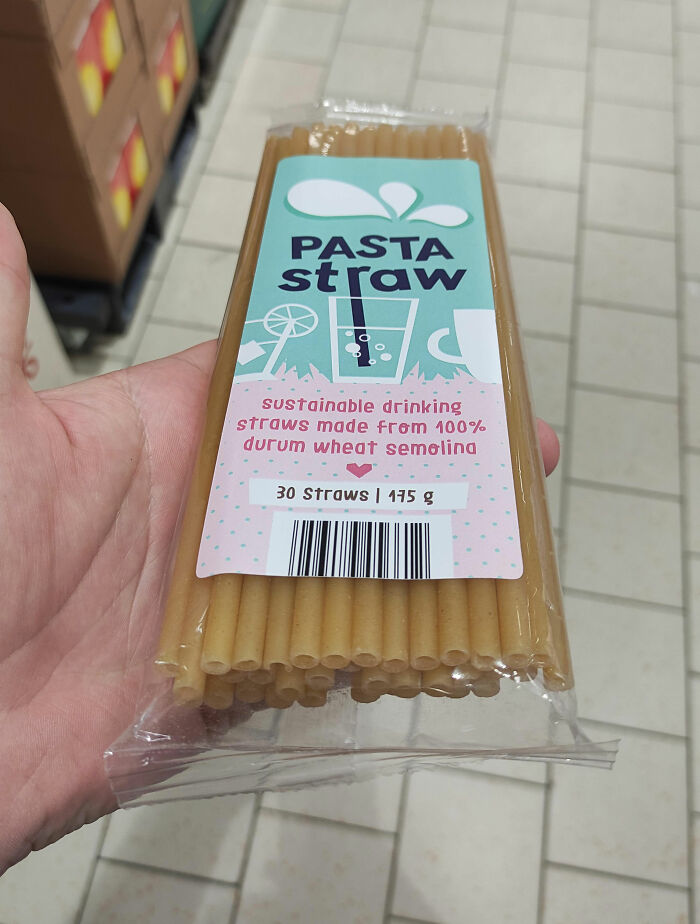 PASTA
straw
sustainable drinking
straws made from 100%
durum wheat semolina
30 Straws | 175 g